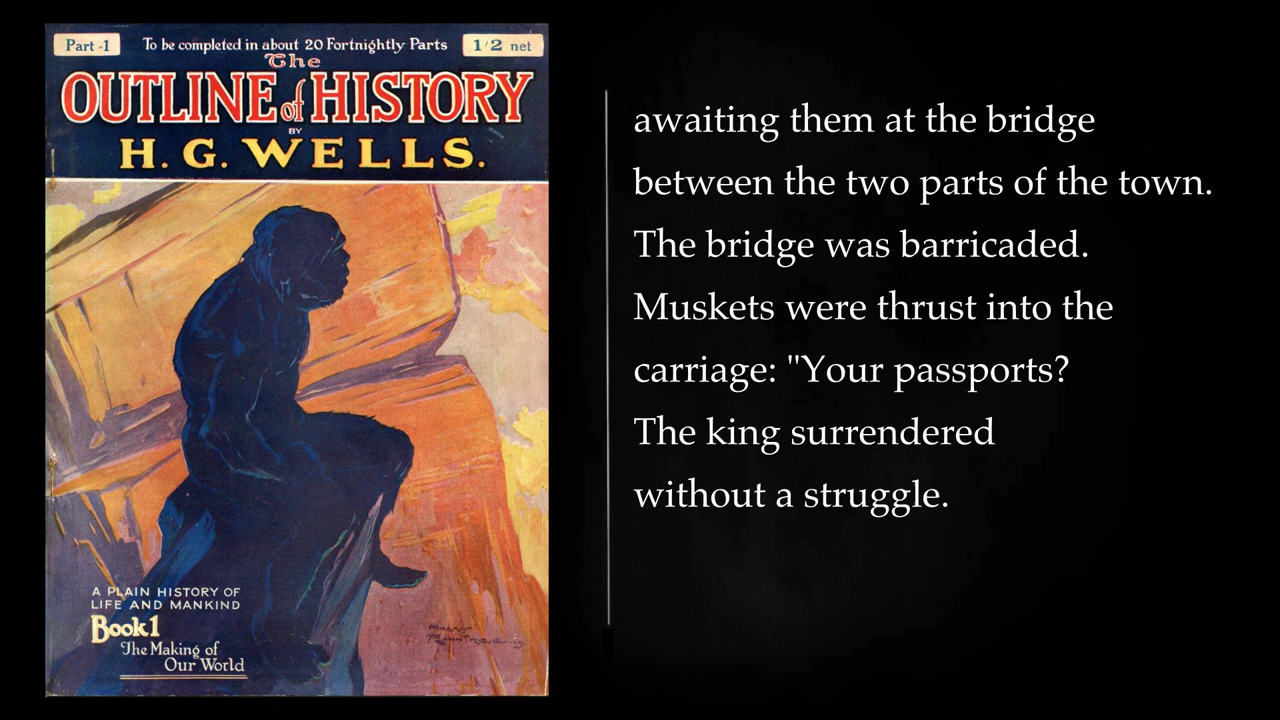 Part -1
To be completed in about 20 Fortnightly Parts
1/2 net
The
OUTLINE of HISTORY
BY
H. G. WELLS.
A PLAIN HISTORY OF
LIFE AND MANKIND
Book 1
The Making of
Our World
awaiting them at the bridge
between the two parts of the town.
The bridge was barricaded.
Muskets were thrust into the
carriage: "Your passports?
The king surrendered
without a struggle.